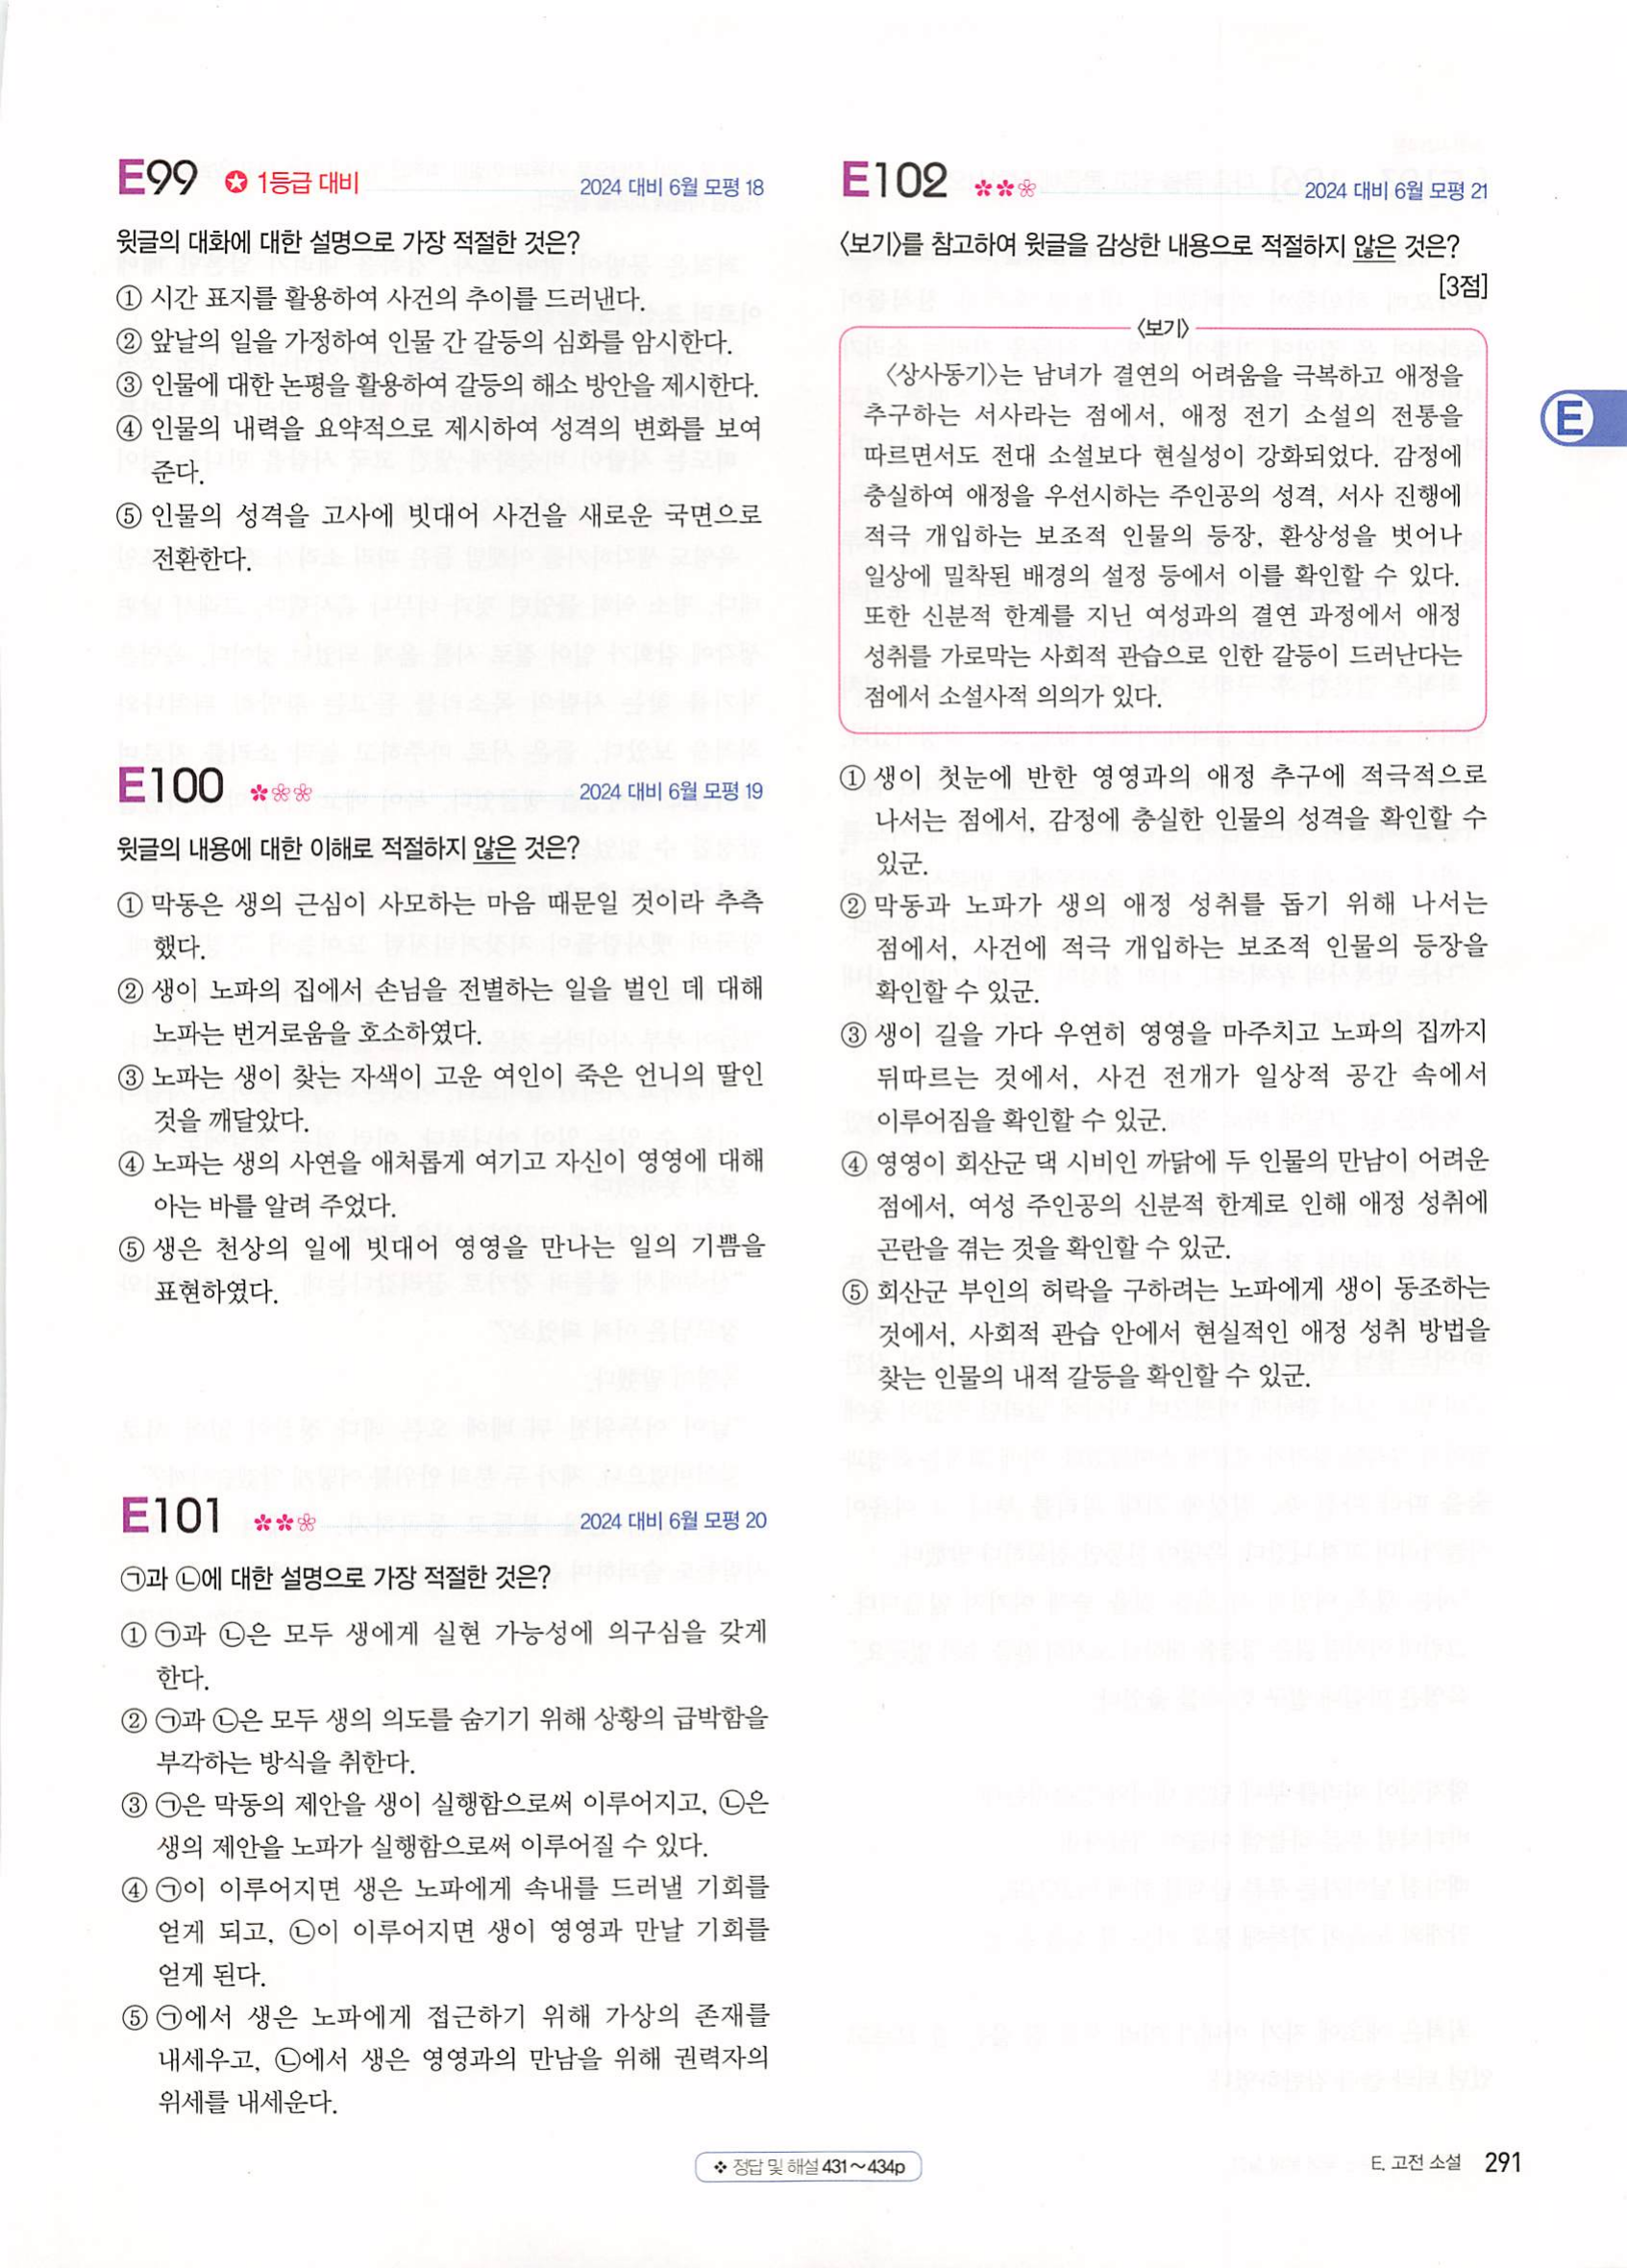 E99 1등급 대비 2024 대비 6월 모평 18
윗글의 대화에 대한 설명으로 가장 적절한 것은?
① 시간 표지를 활용하여 사건의 추이를 드러낸다.
② 앞날의 일을 가정하여 인물 간 갈등의 심화를 암시한다.
③ 인물에 대한 논평을 활용하여 갈등의 해소 방안을 제시한다.
④ 인물의 내력을 요약적으로 제시하여 성격의 변화를 보여
준다.
⑤ 인물의 성격을 고사에 빗대어 사건을 새로운 국면으로
전환한다.
E100 2024 대비 6월 모평 19
윗글의 내용에 대한 이해로 적절하지 않은 것은?
① 막동은 생의 근심이 사모하는 마음 때문일 것이라 추측
했다.
② 생이 노파의 집에서 손님을 전별하는 일을 벌인 데 대해
노파는 번거로움을 호소하였다.
③ 노파는 생이 찾는 자색이 고운 여인이 죽은 언니의 딸인
것을 깨달았다.
④ 노파는 생의 사연을 애처롭게 여기고 자신이 영영에 대해
아는 바를 알려 주었다.
⑤ 생은 천상의 일에 빗대어 영영을 만나는 일의 기쁨을
표현하였다.
E101 2024 대비 6월 모평 20
㉠과 ㉡에 대한 설명으로 가장 적절한 것은?
① ㉠과 ㉡은 모두 생에게 실현 가능성에 의구심을 갖게
한다.
② ㉠과 ㉡은 모두 생의 의도를 숨기기 위해 상황의 급박함을
부각하는 방식을 취한다.
③ ㉠은 막동의 제안을 생이 실행함으로써 이루어지고, ㉡은
생의 제안을 노파가 실행함으로써 이루어질 수 있다.
④ ㉠이 이루어지면 생은 노파에게 속내를 드러낼 기회를
얻게 되고, ㉡이 이루어지면 생이 영영과 만날 기회를
얻게 된다.
⑤ ㉠에서 생은 노파에게 접근하기 위해 가상의 존재를
내세우고, ㉡에서 생은 영영과의 만남을 위해 권력자의
위세를 내세운다.
E102 2024 대비 6월 모평 21
〈보기〉를 참고하여 윗글을 감상한 내용으로 적절하지 않은 것은?
[3점]
〈보기〉
〈상사동기〉는 남녀가 결연의 어려움을 극복하고 애정을
추구하는 서사라는 점에서, 애정 전기 소설의 전통을
따르면서도 전대 소설보다 현실성이 강화되었다. 감정에
충실하여 애정을 우선시하는 주인공의 성격, 서사 진행에
적극 개입하는 보조적 인물의 등장, 환상성을 벗어나
일상에 밀착된 배경의 설정 등에서 이를 확인할 수 있다.
또한 신분적 한계를 지닌 여성과의 결연 과정에서 애정
성취를 가로막는 사회적 관습으로 인한 갈등이 드러난다는
점에서 소설사적 의의가 있다.
① 생이 첫눈에 반한 영영과의 애정 추구에 적극적으로
나서는 점에서, 감정에 충실한 인물의 성격을 확인할 수
있군.
② 막동과 노파가 생의 애정 성취를 돕기 위해 나서는
점에서, 사건에 적극 개입하는 보조적 인물의 등장을
확인할 수 있군.
③ 생이 길을 가다 우연히 영영을 마주치고 노파의 집까지
뒤따르는 것에서, 사건 전개가 일상적 공간 속에서
이루어짐을 확인할 수 있군.
④ 영영이 회산군 댁 시비인 까닭에 두 인물의 만남이 어려운
점에서, 여성 주인공의 신분적 한계로 인해 애정 성취에
곤란을 겪는 것을 확인할 수 있군.
⑤ 회산군 부인의 허락을 구하려는 노파에게 생이 동조하는
것에서, 사회적 관습 안에서 현실적인 애정 성취 방법을
찾는 인물의 내적 갈등을 확인할 수 있군.
E
❖ 정답 및 해설 431～434p
E. 고전 소설 291